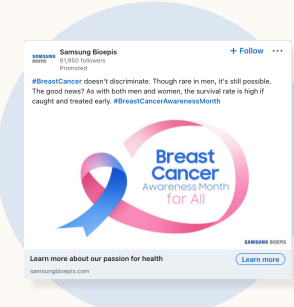 SAMSUNG
BIOEPIS
Samsung Bioepis
61,950 followers
Promoted
+ Follow ...
#BreastCancer doesn't discriminate. Though rare in men, it's still possible.
The good news? As with both men and women, the survival rate is high if
caught and treated early. #BreastCancerAwarenessMonth
Breast
Cancer
Awareness Month
for All
SAMSUNG BIOEPIS
Learn more about our passion for health
Learn more
samsungbioepis.com